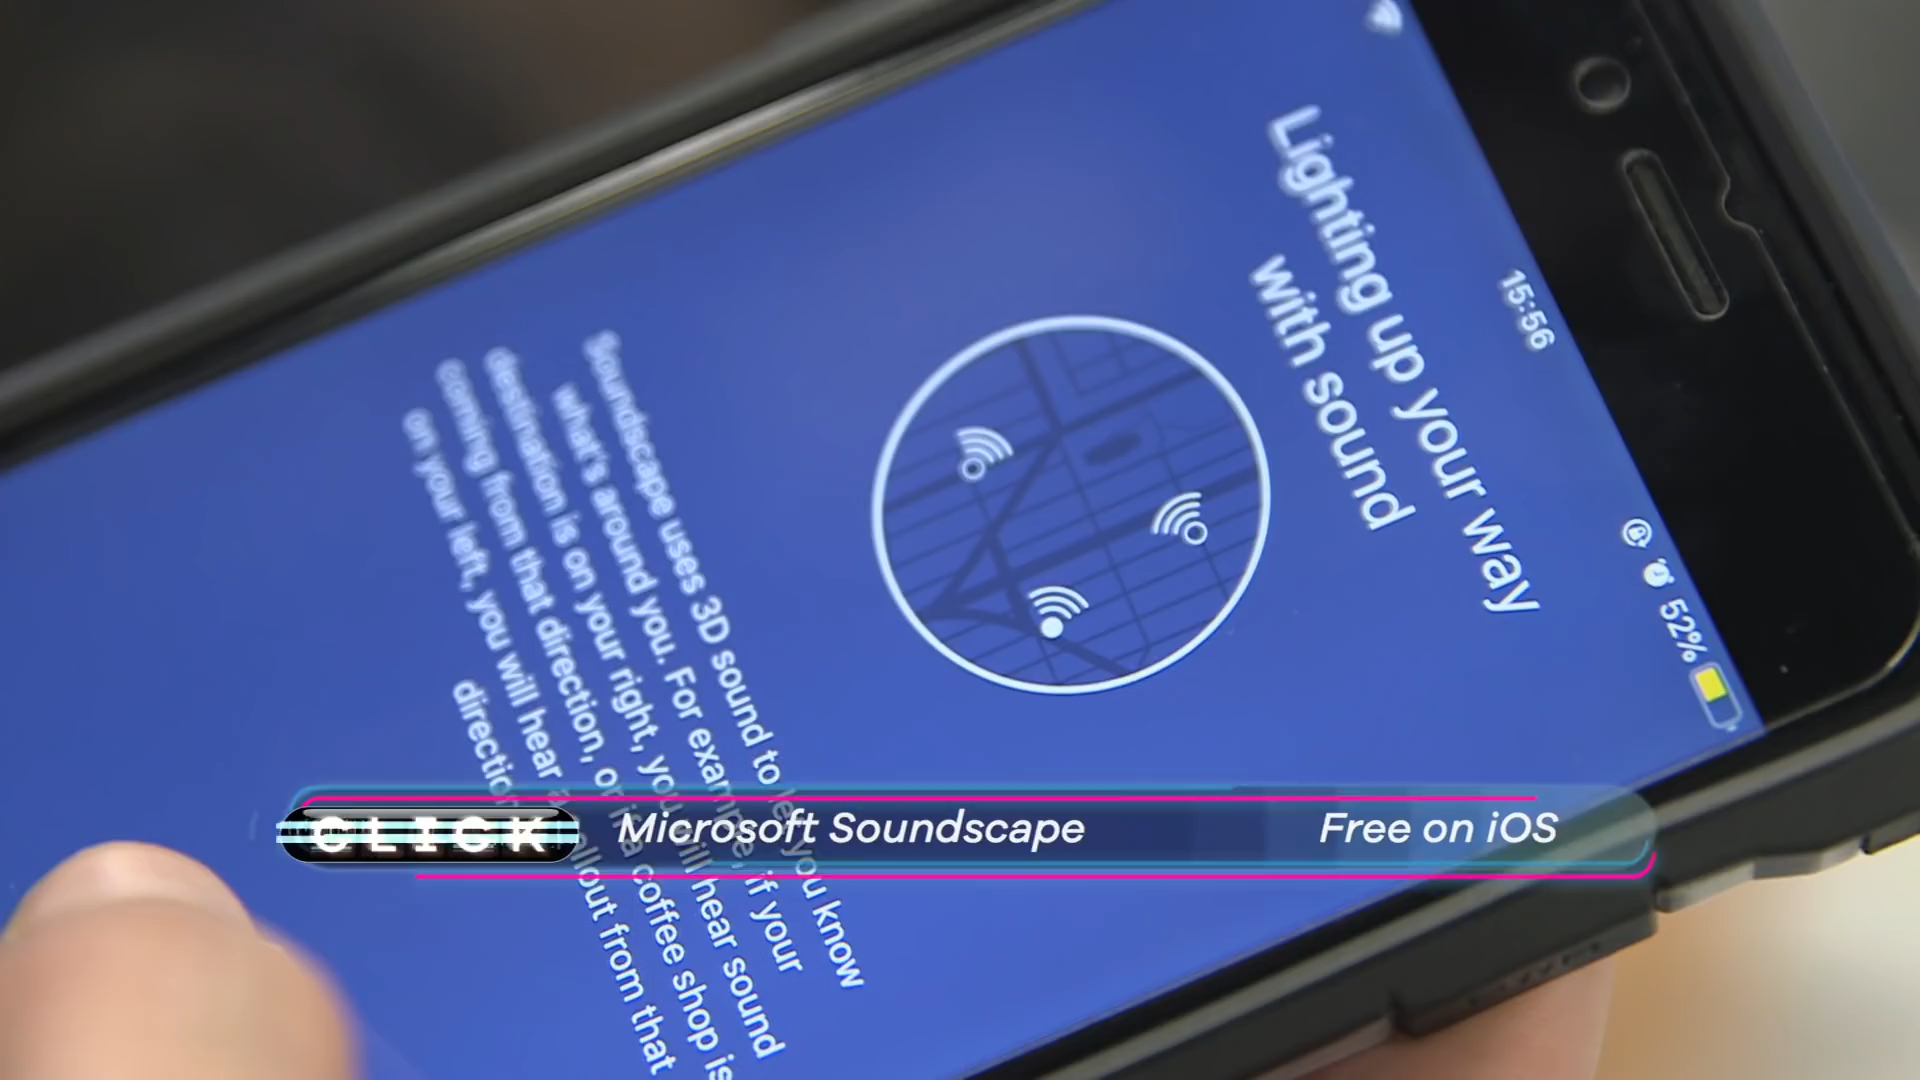 15:56
52%
Lighting up your way
with sound
Soundscape uses 3D sound to let you know
what's around you. For example, if your
destination is on your right, you will hear sound
coming from that direction, or if a coffee shop is
on your left, you will hear a callout from that
direction
CLICK
Microsoft Soundscape
Free on iOS